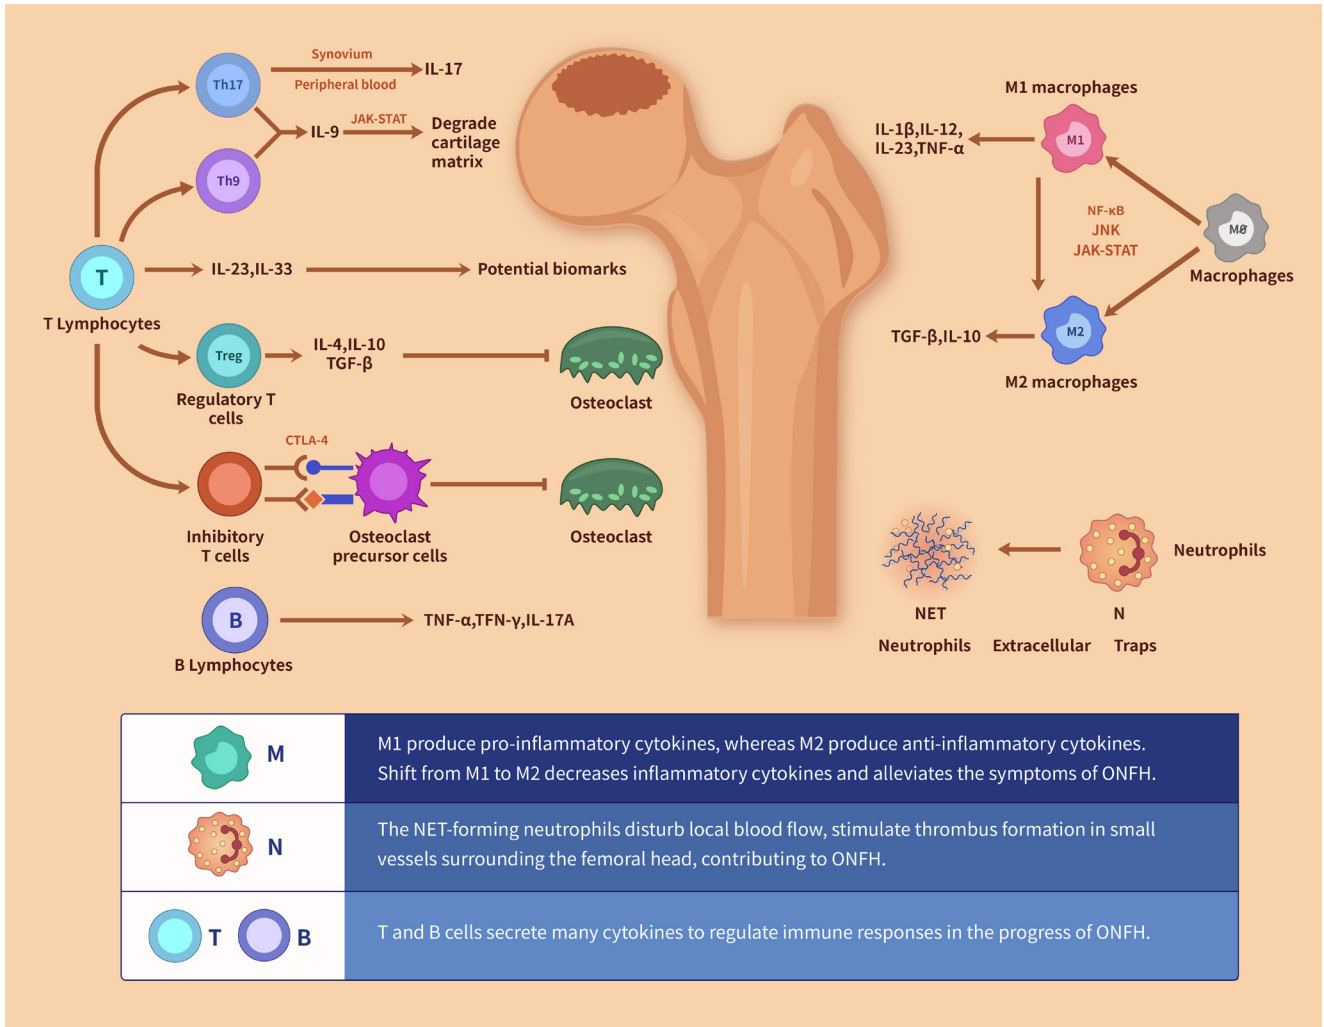 Th17
Synovium
IL-17
Peripheral blood
IL-9
JAK-STAT
Degrade
cartilage
matrix
Th9
T
T Lymphocytes
IL-23,IL-33
Potential biomarks
Treg
Regulatory T
cells
IL-4,IL-10
TGF-β
Osteoclast
CTLA-4
Inhibitory
T cells
Osteoclast
precursor cells
Osteoclast
B
B Lymphocytes
TNF-α,TFN-γ,IL-17A
M1 macrophages
IL-1β,IL-12,
IL-23,TNF-α
M1
NF-κB
JNK
JAK-STAT
MØ
Macrophages
TGF-β,IL-10
M2
M2 macrophages
Neutrophils
NET
N
Neutrophils Extracellular Traps
M
M1 produce pro-inflammatory cytokines, whereas M2 produce anti-inflammatory cytokines.
Shift from M1 to M2 decreases inflammatory cytokines and alleviates the symptoms of ONFH.
N
The NET-forming neutrophils disturb local blood flow, stimulate thrombus formation in small
vessels surrounding the femoral head, contributing to ONFH.
T B
T and B cells secrete many cytokines to regulate immune responses in the progress of ONFH.